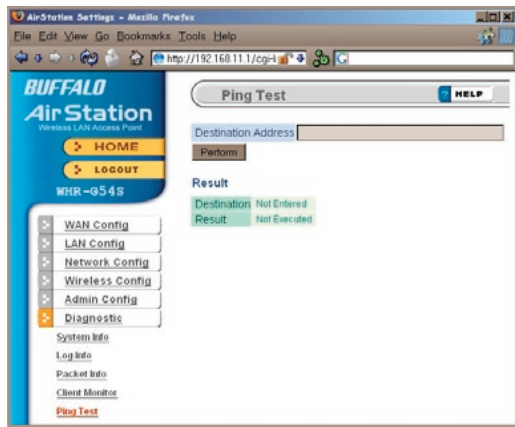 AirStation Settings - Mozilla Firefox
File Edit View Go Bookmarks Tools Help
http://192.168.11.1/cgi-
BUFFALO
AirStation
Wireless LAN Access Point
HOME
LOGOUT
WHR-G54S
WAN Config
LAN Config
Network Config
Wireless Config
Admin Config
Diagnostic
System Info
Log Info
Packet Info
Client Monitor
Ping Test
Ping Test
HELP
Destination Address
Perform
Result
Destination Not Entered
Result Not Executed